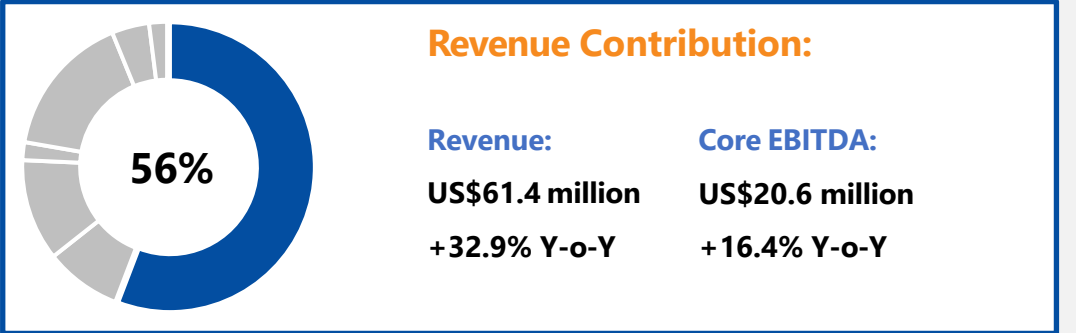 56%
Revenue Contribution:
Revenue:
US$61.4 million
+32.9% Y-o-Y
Core EBITDA:
US$20.6 million
+16.4% Y-o-Y